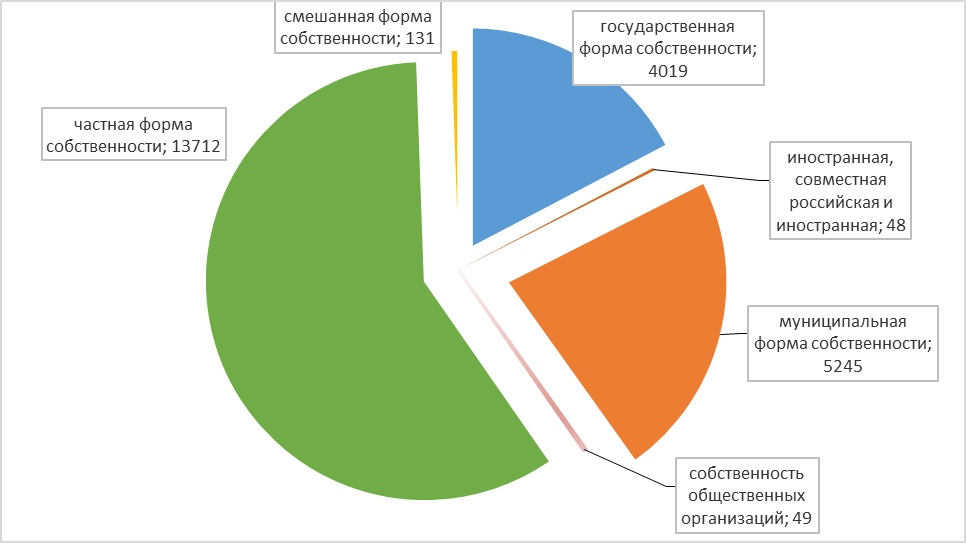 смешанная форма
собственности; 131
государственная
форма собственности;
4019
частная форма
собственности; 13712
иностранная,
совместная
российская и
иностранная; 48
муниципальная
форма собственности;
5245
собственность
общественных
организаций; 49